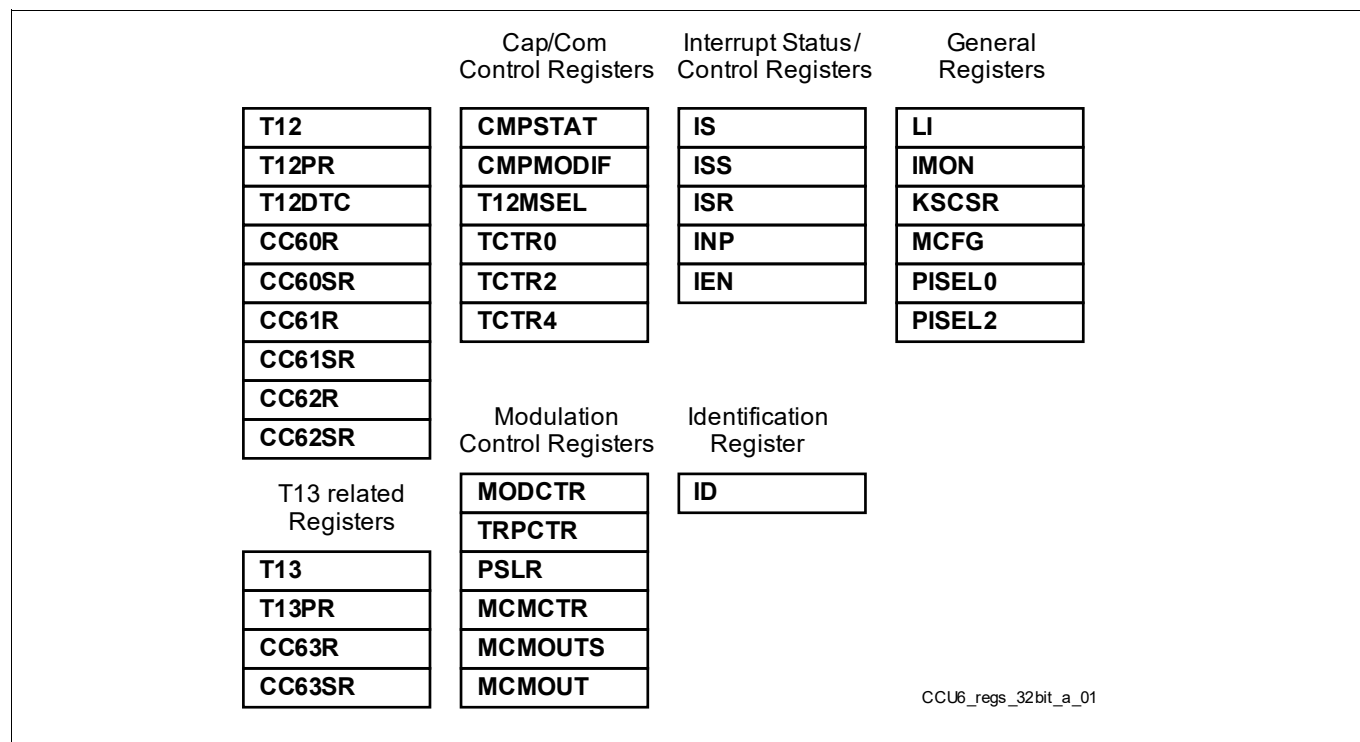 Cap/Com
Control Registers
Interrupt Status/
Control Registers
General
Registers
T12
T12PR
T12DTC
CC60R
CC60SR
CC61R
CC61SR
CC62R
CC62SR
CMPSTAT
CMPMODIF
T12MSEL
TCTR0
TCTR2
TCTR4
IS
ISS
ISR
INP
IEN
LI
IMON
KSCSR
MCFG
PISEL0
PISEL2
T13 related
Registers
T13
T13PR
CC63R
CC63SR
Modulation
Control Registers
MODCTR
TRPCTR
PSLR
MCMCTR
MCMOUTS
MCMOUT
Identification
Register
ID
CCU6_regs_32bit_a_01